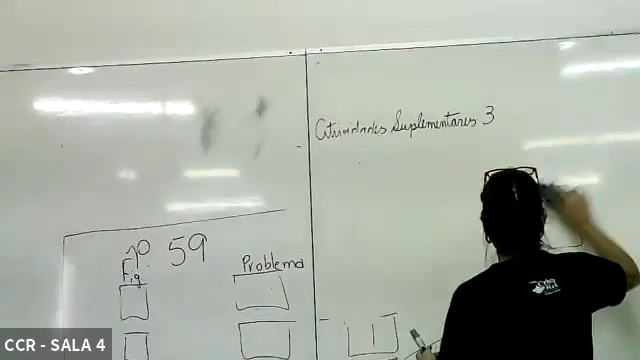 Atividades Suplementares 3
p. 59
Fig
Problema
CCR - SALA 4